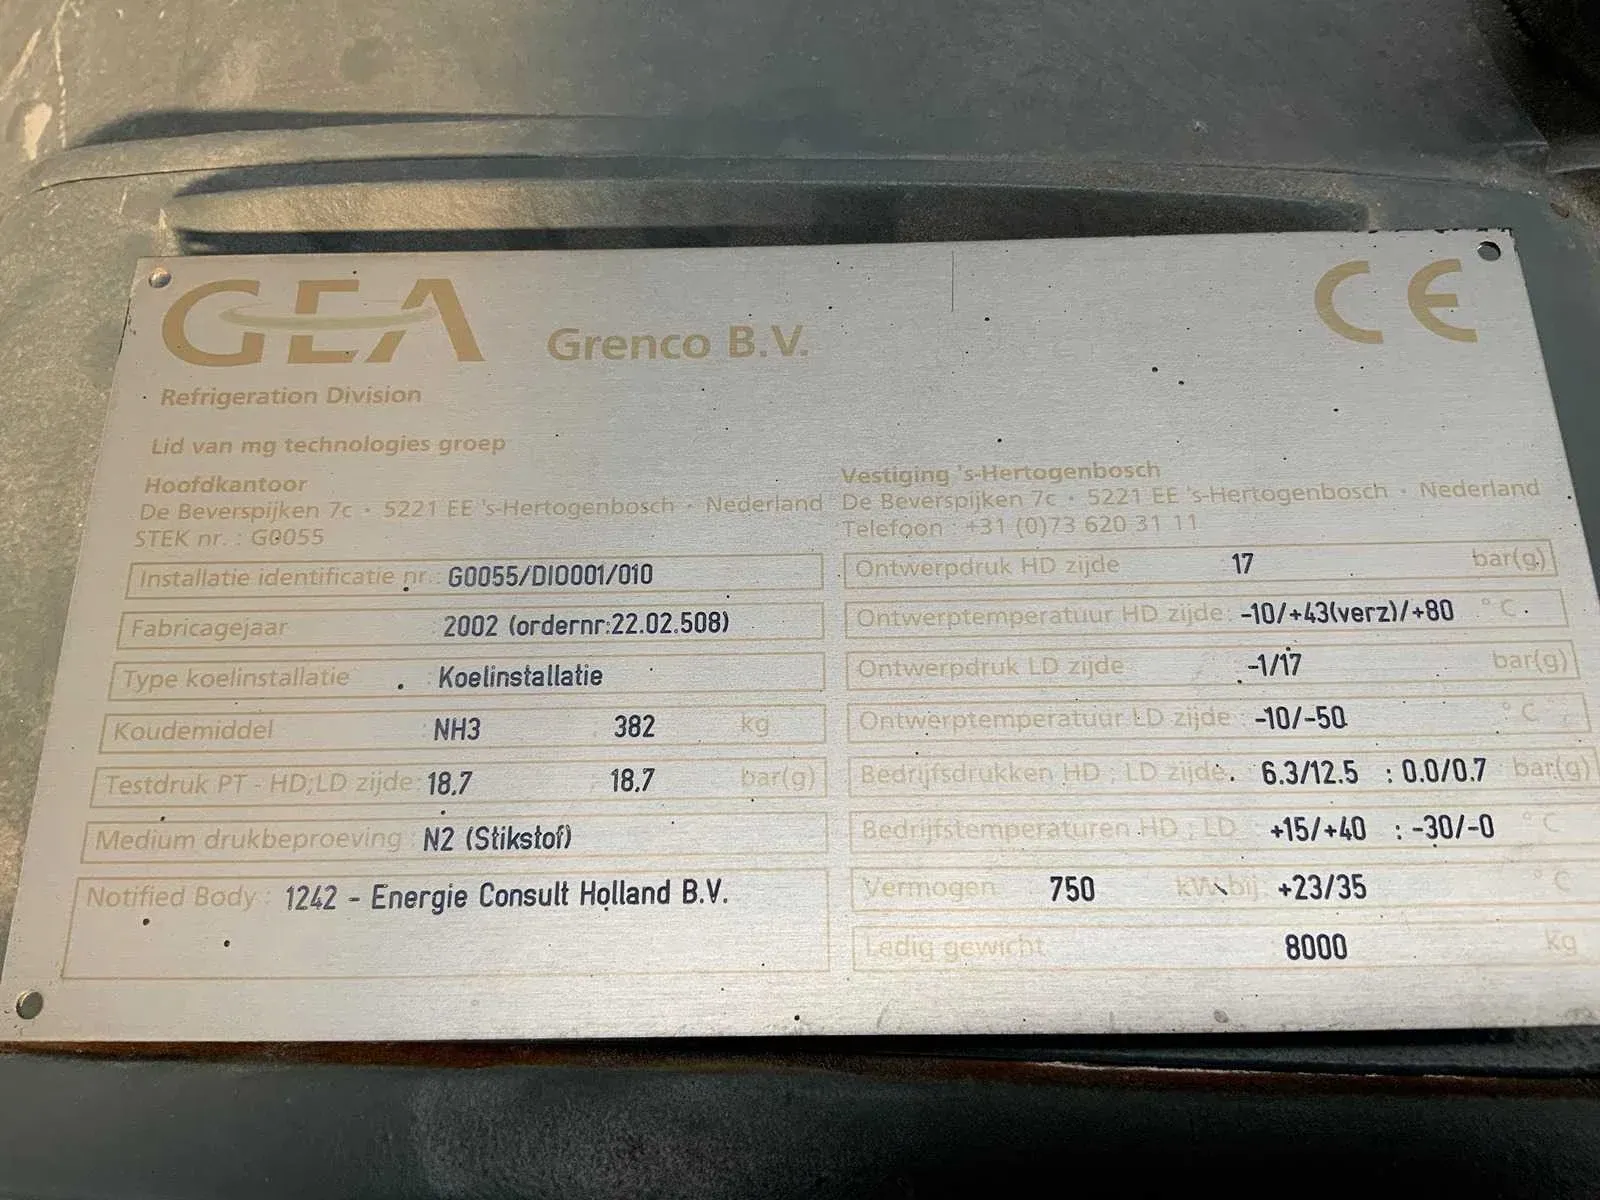 GEA Grenco B.V. CE
Refrigeration Division
Lid van mg technologies groep
Hoofdkantoor
De Beverspijken 7c · 5221 EE 's-Hertogenbosch · Nederland
STEK nr. : G0055
Vestiging 's-Hertogenbosch
De Beverspijken 7c · 5221 EE 's-Hertogenbosch · Nederland
Telefoon : +31 (0)73 620 31 11
Installatie identificatie nr.: G0055/DIO001/010
Fabricagejaar 2002 (ordernr:22.02.508)
Type koelinstallatie Koelinstallatie
Koudemiddel NH3 382 kg
Testdruk PT - HD;LD zijde: 18,7 18,7 bar(g)
Medium drukbeproeving : N2 (Stikstof)
Notified Body : 1242 - Energie Consult Holland B.V.
Ontwerpdruk HD zijde 17 bar(g)
Ontwerptemperatuur HD zijde: -10/+43(verz)/+80 °C
Ontwerpdruk LD zijde -1/17 bar(g)
Ontwerptemperatuur LD zijde : -10/-50 °C
Bedrijfsdrukken HD ; LD zijde: 6.3/12.5 : 0.0/0.7 bar(g)
Bedrijfstemperaturen HD ; LD +15/+40 : -30/-0 °C
Vermogen 750 kW bij +23/35 °C
Ledig gewicht 8000 kg